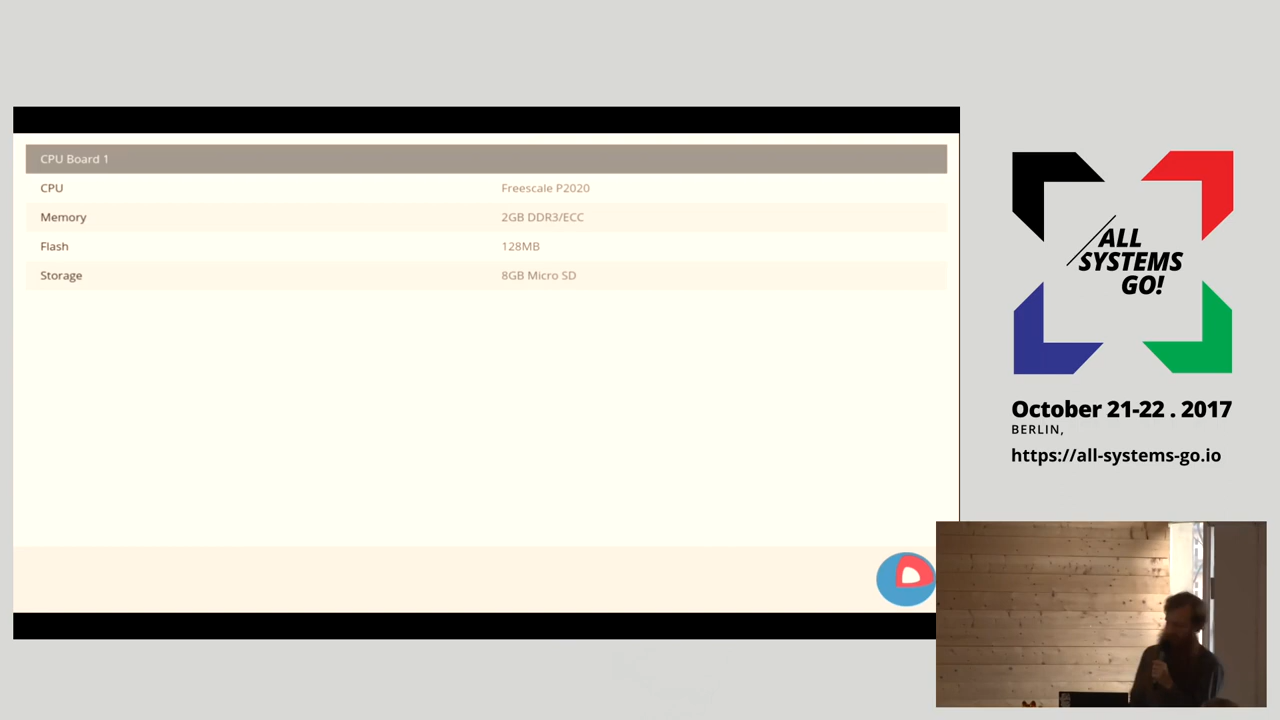 CPU Board 1
CPU Freescale P2020
Memory 2GB DDR3/ECC
Flash 128MB
Storage 8GB Micro SD
ALL
SYSTEMS
GO!
October 21-22 . 2017
BERLIN,
https://all-systems-go.io